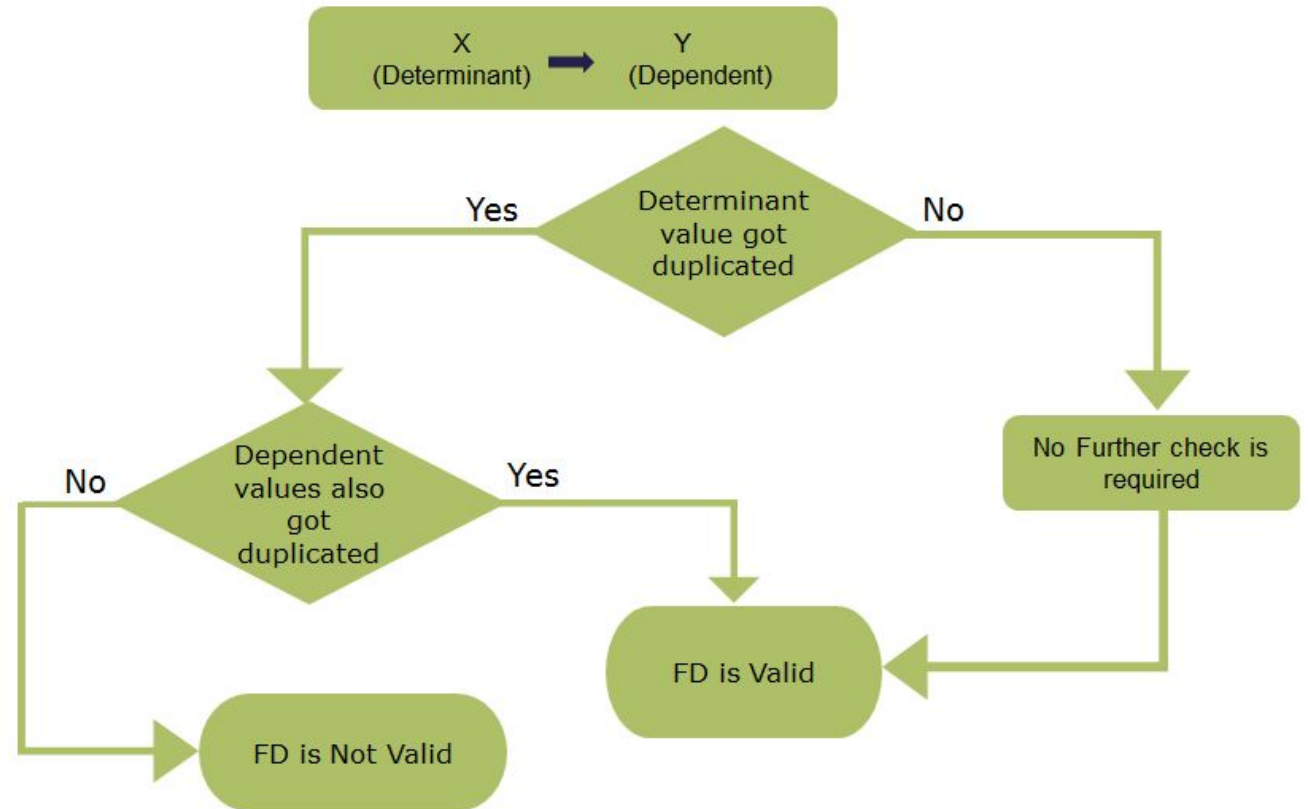 X Y
(Determinant) (Dependent)
Determinant
value got
duplicated
Yes
No
Dependent
values also
got
duplicated
No
Yes
No Further check is
required
FD is Valid
FD is Not Valid